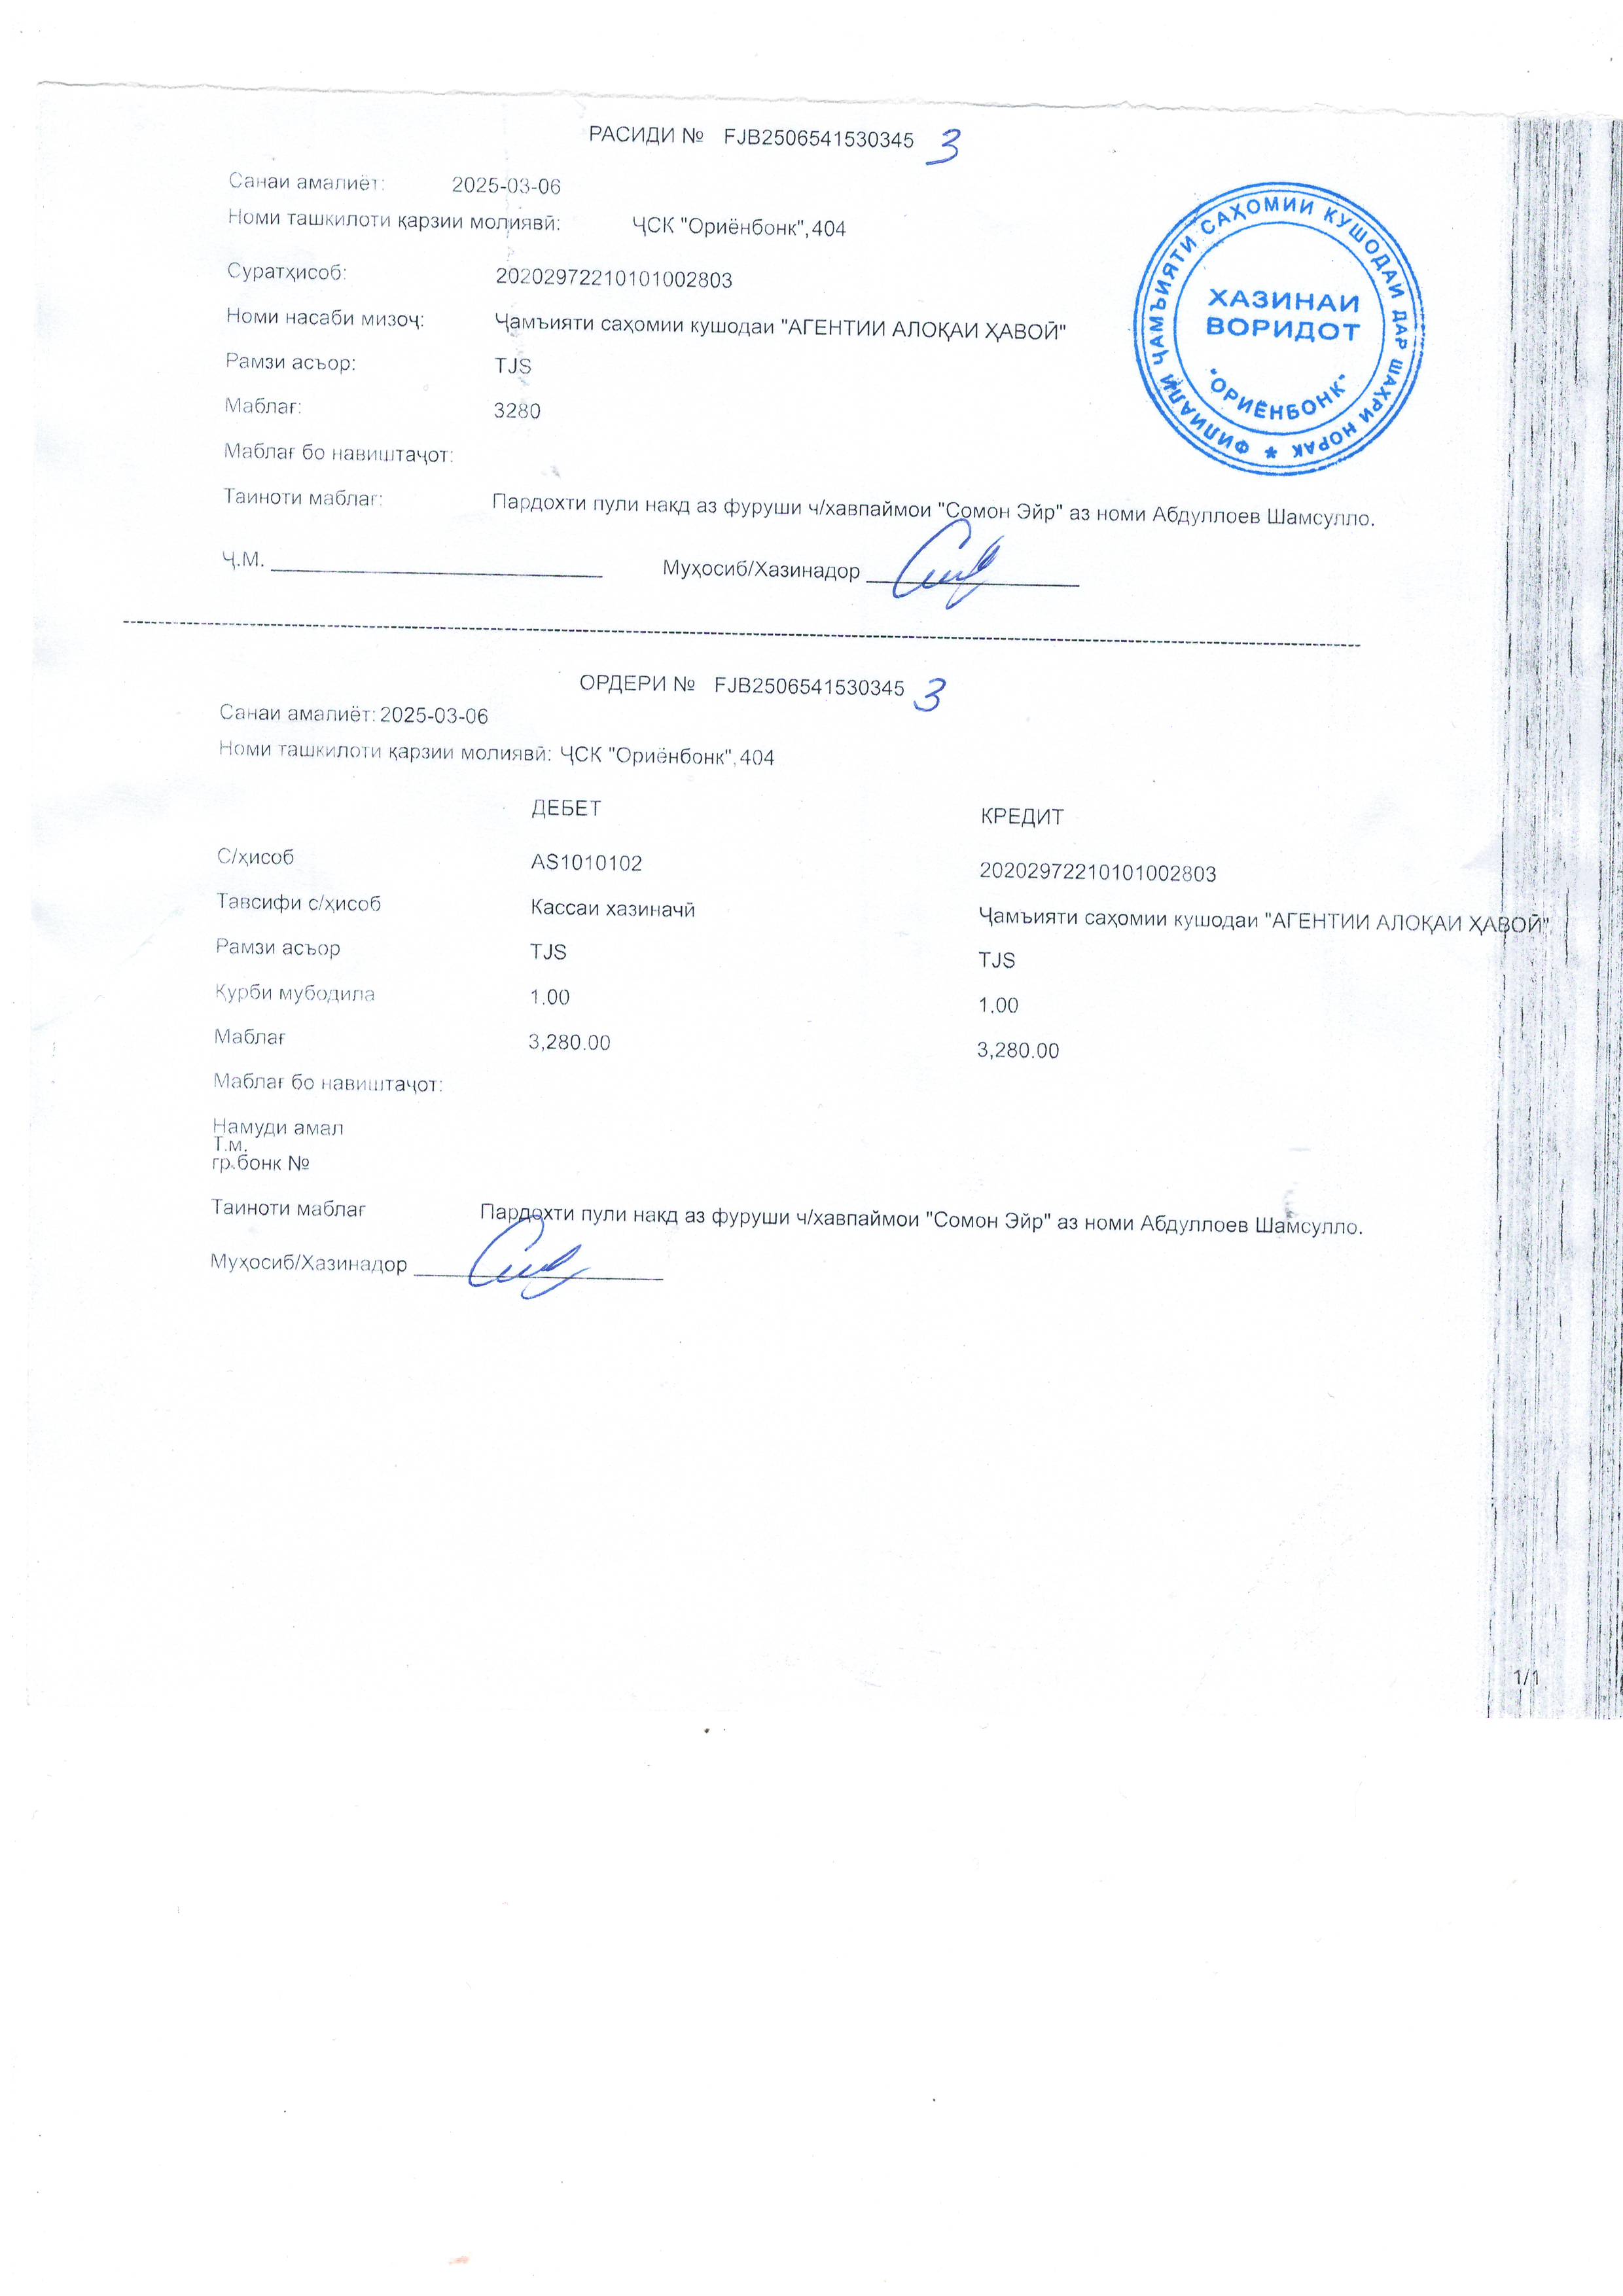 РАСИДИ № FJB2506541530345 3
Санаи амалиёт: 2025-03-06
Номи ташкилоти қарзии молиявӣ: ҶСК "Ориёнбонк",404
Суратҳисоб: 20202972210101002803
Номи насаби мизоҷ: Ҷамъияти саҳомии кушодаи "АГЕНТИИ АЛОҚАИ ҲАВОӢ"
Рамзи асъор: TJS
Маблағ: 3280
Маблағ бо навиштаҷот:
Таиноти маблағ: Пардохти пули накд аз фуруши ч/хавпаймои "Сомон Эйр" аз номи Абдуллоев Шамсулло.
Ҷ.М. Муҳосиб/Хазинадор
ФИЛИАЛИ ҶАМЪИЯТИ САҲОМИИ КУШОДАИ ДАР ШАҲРИ НОРАК
ХАЗИНАИ
ВОРИДОТ
"ОРИЁНБОНК"
ОРДЕРИ № FJB2506541530345 3
Санаи амалиёт: 2025-03-06
Номи ташкилоти қарзии молиявӣ: ҶСК "Ориёнбонк",404
ДЕБЕТ КРЕДИТ
С/ҳисоб AS1010102 20202972210101002803
Тавсифи с/ҳисоб Кассаи хазиначӣ Ҷамъияти саҳомии кушодаи "АГЕНТИИ АЛОҚАИ ҲАВОӢ"
Рамзи асъор TJS TJS
Қурби мубодила 1.00 1.00
Маблағ 3,280.00 3,280.00
Маблағ бо навиштаҷот:
Намуди амал
Т.м.
гр.бонк №
Таиноти маблағ Пардохти пули накд аз фуруши ч/хавпаймои "Сомон Эйр" аз номи Абдуллоев Шамсулло.
Муҳосиб/Хазинадор
1/1